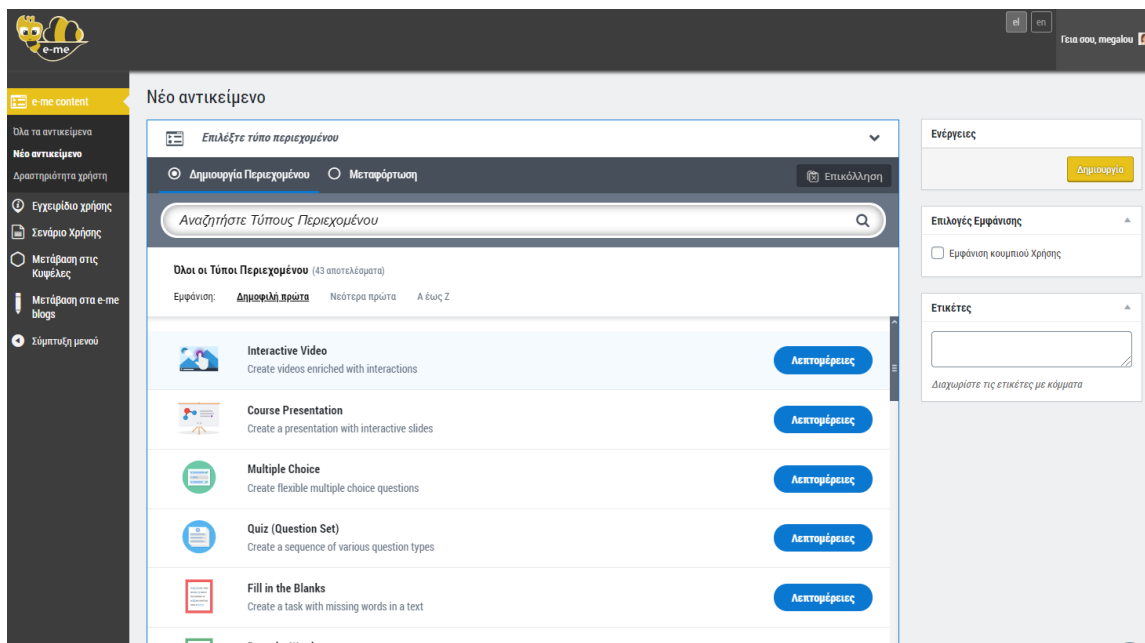 e-me
el en
Γεια σου, megalou
e-me content
Όλα τα αντικείμενα
Νέο αντικείμενο
Δραστηριότητα χρήστη
Εγχειρίδιο χρήσης
Σενάριο Χρήσης
Μετάβαση στις
Κυψέλες
Μετάβαση στα e-me
blogs
Σύμπτυξη μενού
Νέο αντικείμενο
Επιλέξτε τύπο περιεχομένου
Δημιουργία Περιεχομένου Μεταφόρτωση Επικόλληση
Αναζητήστε Τύπους Περιεχομένου
Όλοι οι Τύποι Περιεχομένου (43 αποτελέσματα)
Εμφάνιση: Δημοφιλή πρώτα Νεότερα πρώτα Α έως Ζ
Interactive Video
Create videos enriched with interactions
Λεπτομέρειες
Course Presentation
Create a presentation with interactive slides
Λεπτομέρειες
Multiple Choice
Create flexible multiple choice questions
Λεπτομέρειες
Quiz (Question Set)
Create a sequence of various question types
Λεπτομέρειες
Fill in the Blanks
Create a task with missing words in a text
Λεπτομέρειες
Ενέργειες
Δημιουργία
Επιλογές Εμφάνισης
Εμφάνιση κουμπιού Χρήσης
Ετικέτες
Διαχωρίστε τις ετικέτες με κόμματα